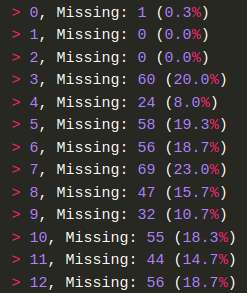 > 0, Missing: 1 (0.3%)
> 1, Missing: 0 (0.0%)
> 2, Missing: 0 (0.0%)
> 3, Missing: 60 (20.0%)
> 4, Missing: 24 (8.0%)
> 5, Missing: 58 (19.3%)
> 6, Missing: 56 (18.7%)
> 7, Missing: 69 (23.0%)
> 8, Missing: 47 (15.7%)
> 9, Missing: 32 (10.7%)
> 10, Missing: 55 (18.3%)
> 11, Missing: 44 (14.7%)
> 12, Missing: 56 (18.7%)